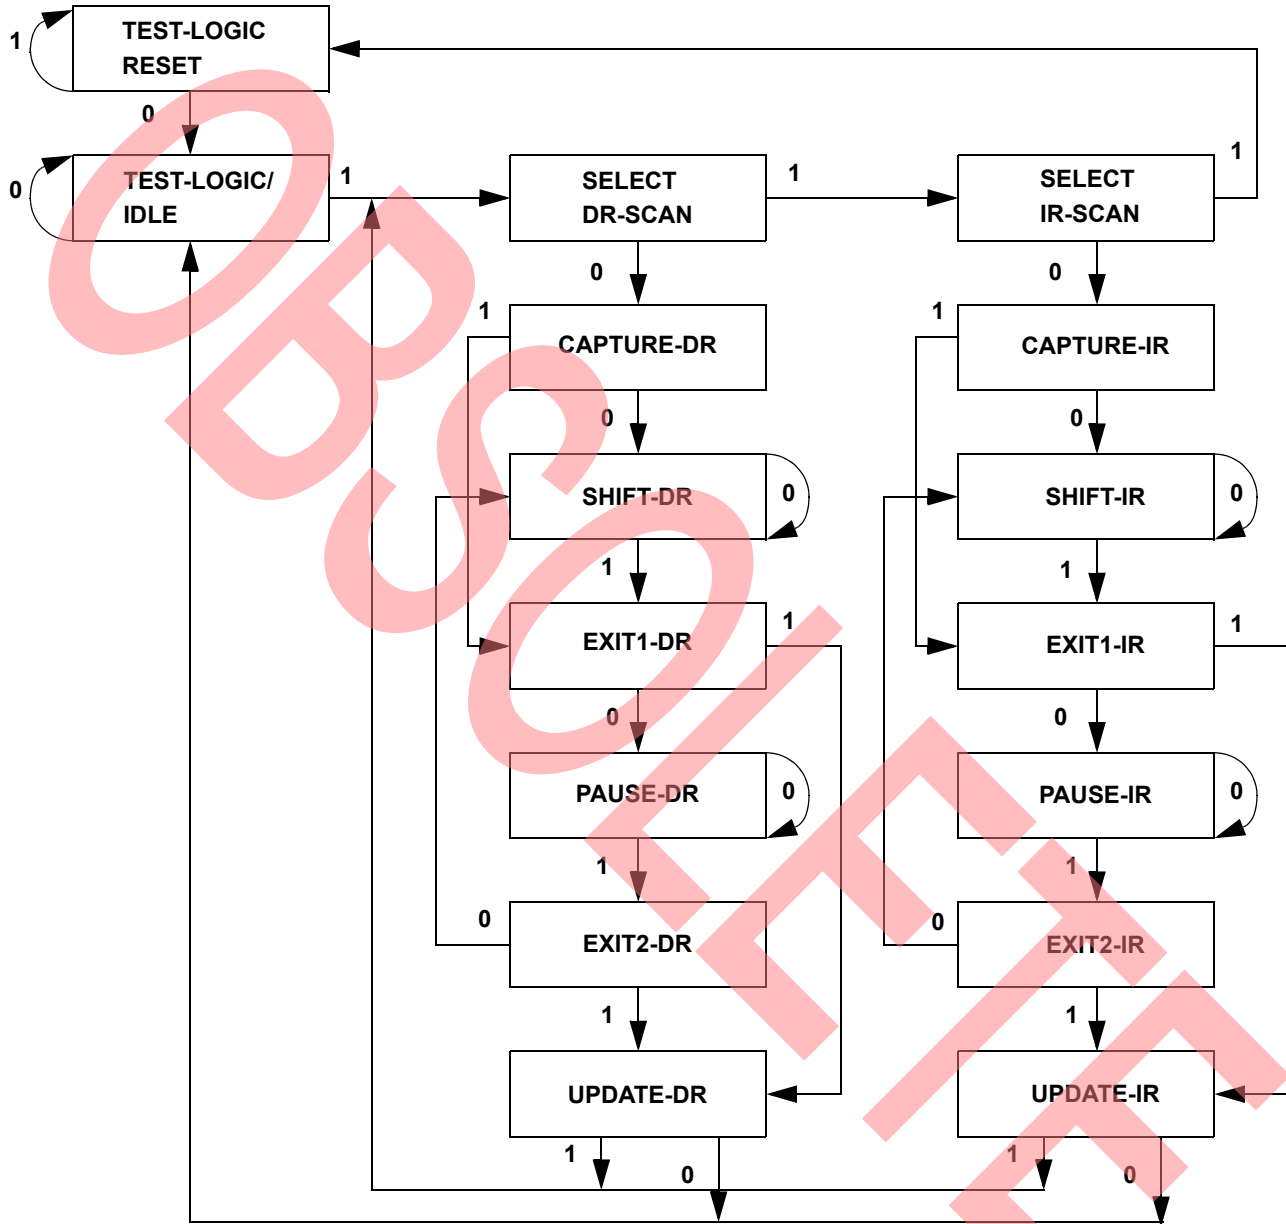 TEST-LOGIC
RESET
1
0
TEST-LOGIC/
IDLE
0
1
SELECT
DR-SCAN
1
SELECT
IR-SCAN
1
0
0
1
CAPTURE-DR
1
CAPTURE-IR
0
0
SHIFT-DR
0
SHIFT-IR
0
1
1
EXIT1-DR
1
EXIT1-IR
1
0
0
PAUSE-DR
0
PAUSE-IR
0
1
1
0
EXIT2-DR
0
EXIT2-IR
1
1
UPDATE-DR
UPDATE-IR
1
0
1
0
OBSOLETE